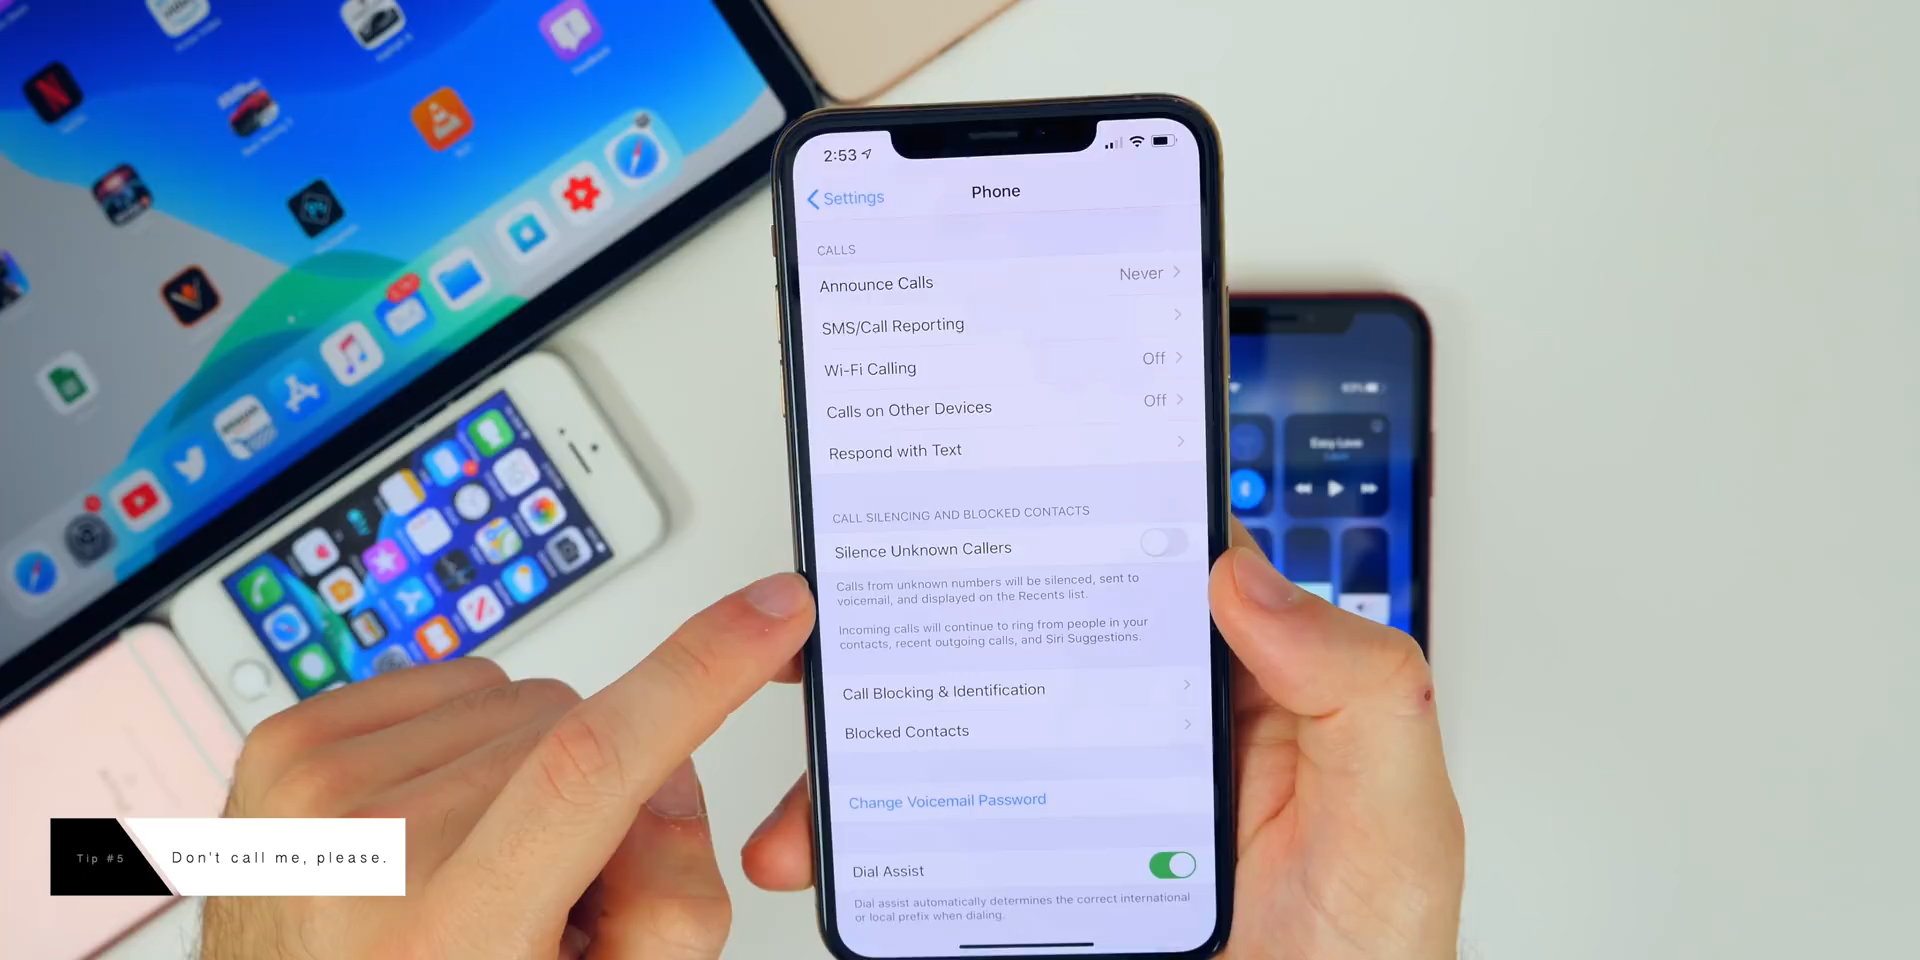 2:53
Settings
Phone
CALLS
Announce Calls Never
SMS/Call Reporting
Wi-Fi Calling Off
Calls on Other Devices Off
Respond with Text
CALL SILENCING AND BLOCKED CONTACTS
Silence Unknown Callers
Calls from unknown numbers will be silenced, sent to
voicemail, and displayed on the Recents list.
Incoming calls will continue to ring from people in your
contacts, recent outgoing calls, and Siri Suggestions.
Call Blocking & Identification
Blocked Contacts
Change Voicemail Password
Dial Assist
Dial assist automatically determines the correct international
or local prefix when dialing.
Easy Love
Tip #5
Don't call me, please.